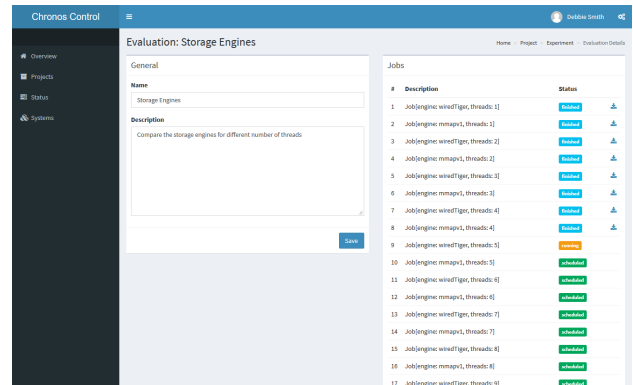 Chronos Control
Debbie Smith
Overview
Projects
Status
Systems
Evaluation: Storage Engines
Home > Project > Experiment > Evaluation Details
General
Name
Storage Engines
Description
Compare the storage engines for different number of threads
Save
Jobs
# Description Status
1 Job[engine: wiredTiger, threads: 1] finished
2 Job[engine: mmapv1, threads: 1] finished
3 Job[engine: wiredTiger, threads: 2] finished
4 Job[engine: mmapv1, threads: 2] finished
5 Job[engine: wiredTiger, threads: 3] finished
6 Job[engine: mmapv1, threads: 3] finished
7 Job[engine: wiredTiger, threads: 4] finished
8 Job[engine: mmapv1, threads: 4] finished
9 Job[engine: wiredTiger, threads: 5] running
10 Job[engine: mmapv1, threads: 5] scheduled
11 Job[engine: wiredTiger, threads: 6] scheduled
12 Job[engine: mmapv1, threads: 6] scheduled
13 Job[engine: wiredTiger, threads: 7] scheduled
14 Job[engine: mmapv1, threads: 7] scheduled
15 Job[engine: wiredTiger, threads: 8] scheduled
16 Job[engine: mmapv1, threads: 8] scheduled
17 Job[engine: wiredTiger, threads: 9] scheduled